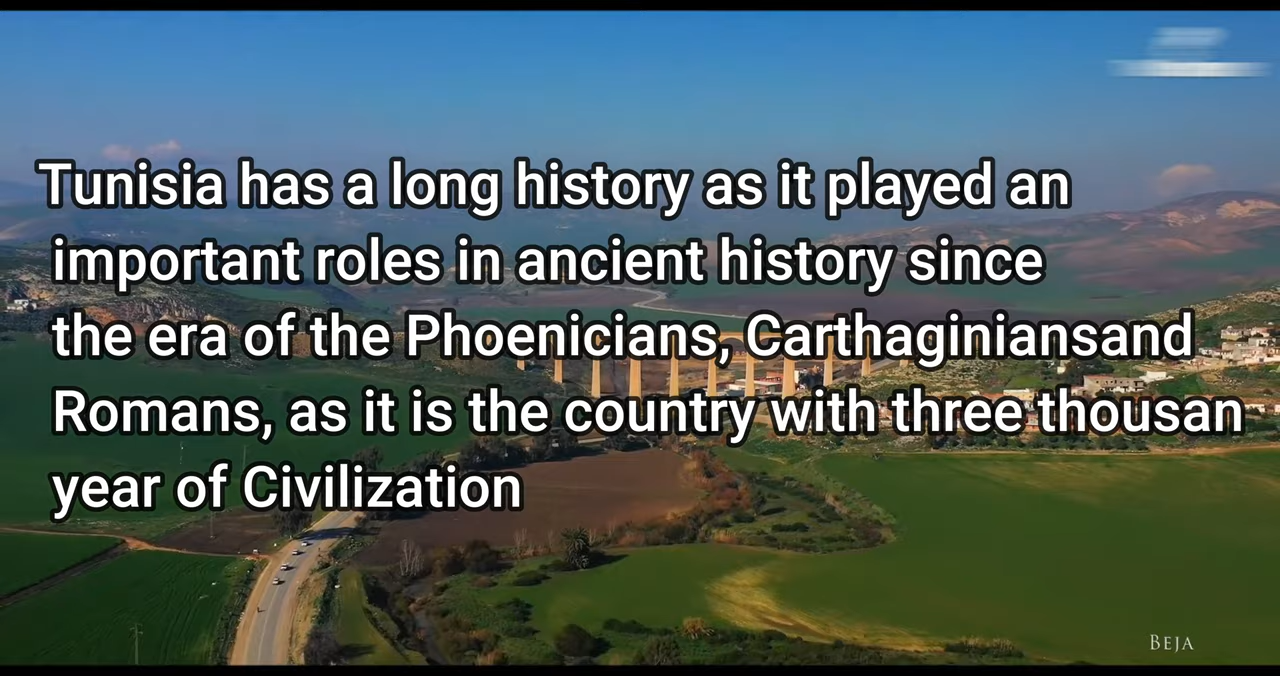 Tunisia has a long history as it played an
important roles in ancient history since
the era of the Phoenicians, Carthaginiansand
Romans, as it is the country with three thousan
year of Civilization
BEJA